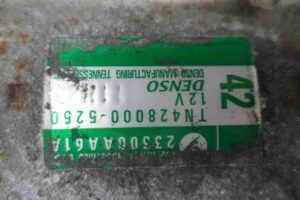 23300AA61A
TN428000-5250
12V
DENSO
DENSO MANUFACTURING TENNESSEE
42